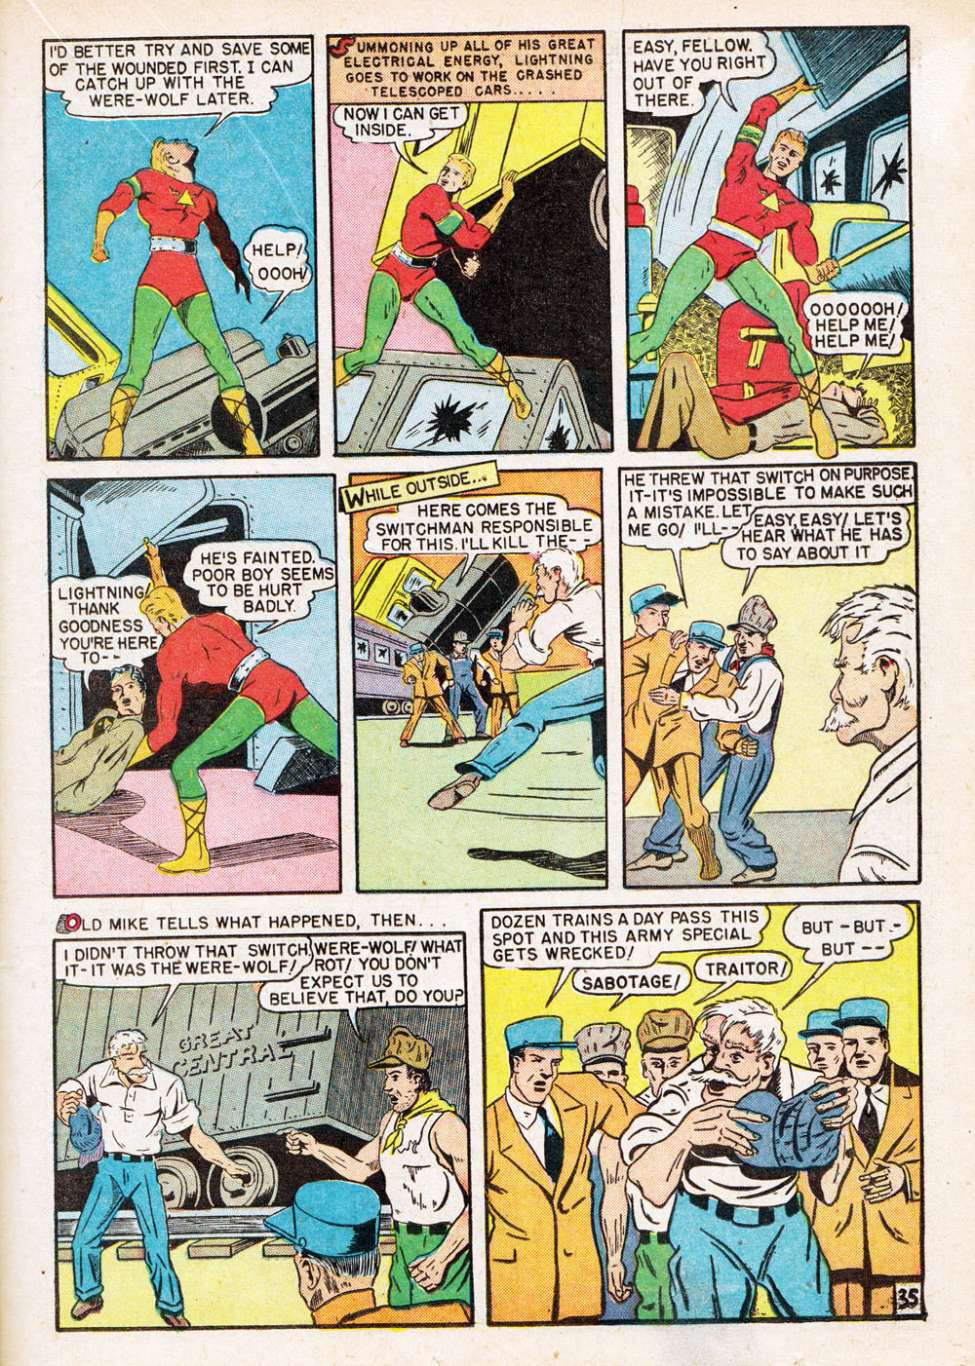 I'D BETTER TRY AND SAVE SOME
OF THE WOUNDED FIRST. I CAN
CATCH UP WITH THE
WERE-WOLF LATER.
HELP!
OOOH!
SUMMONING UP ALL OF HIS GREAT
ELECTRICAL ENERGY, LIGHTNING
GOES TO WORK ON THE CRASHED
TELESCOPED CARS.....
NOW I CAN GET
INSIDE.
EASY, FELLOW.
HAVE YOU RIGHT
OUT OF
THERE.
OOOOOOH!
HELP ME!
HELP ME!
LIGHTNING!
THANK
GOODNESS
YOU'RE HERE
TO--
HE'S FAINTED.
POOR BOY SEEMS
TO BE HURT
BADLY.
WHILE OUTSIDE...
HERE COMES THE
SWITCHMAN RESPONSIBLE
FOR THIS. I'LL KILL THE--
HE THREW THAT SWITCH ON PURPOSE.
IT-IT'S IMPOSSIBLE TO MAKE SUCH
A MISTAKE. LET
ME GO! I'LL--
EASY, EASY! LET'S
HEAR WHAT HE HAS
TO SAY ABOUT IT
OLD MIKE TELLS WHAT HAPPENED, THEN...
I DIDN'T THROW THAT SWITCH
IT-IT WAS THE WERE-WOLF!
WERE-WOLF! WHAT
ROT! YOU DON'T
EXPECT US TO
BELIEVE THAT, DO YOU?
GREAT
CENTRAL
DOZEN TRAINS A DAY PASS THIS
SPOT AND THIS ARMY SPECIAL
GETS WRECKED!
SABOTAGE!
TRAITOR!
BUT-BUT-
BUT--
35